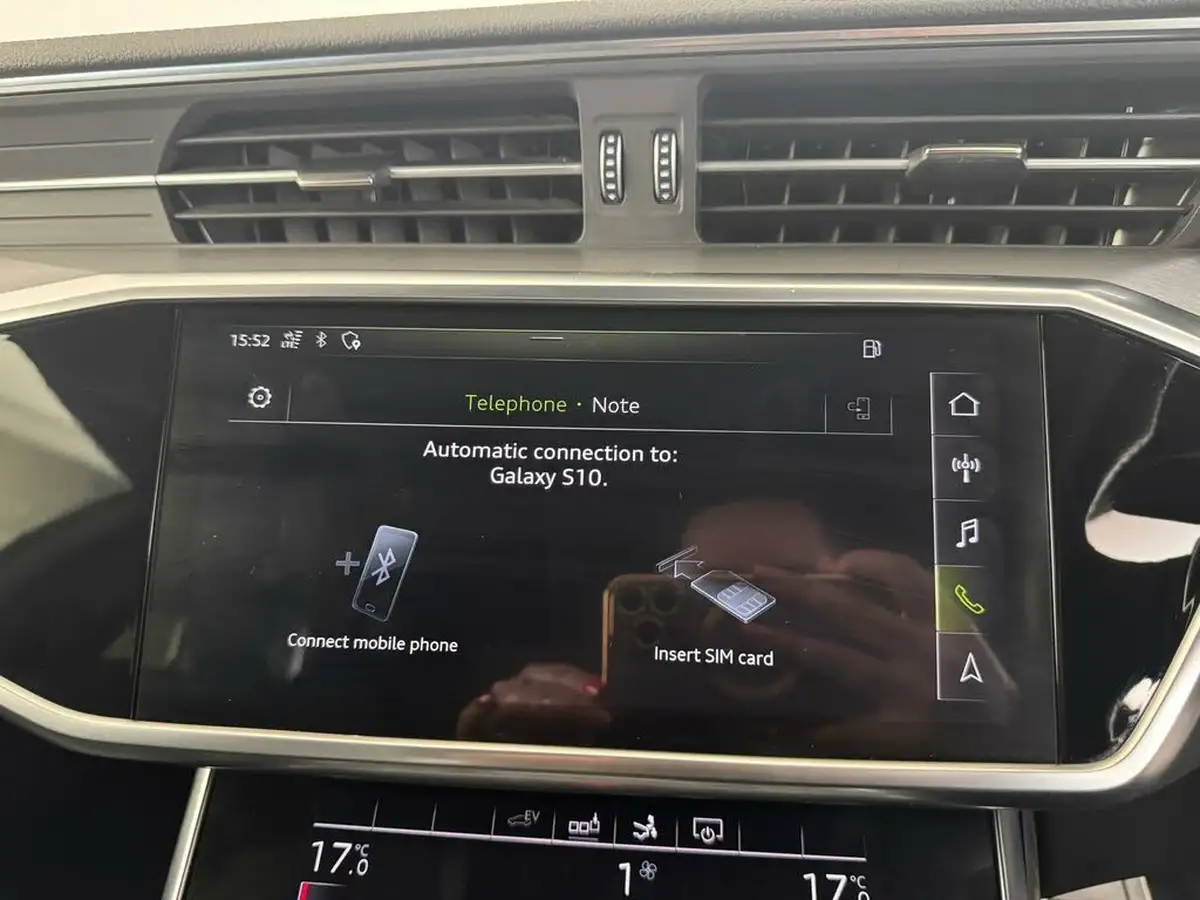 15:52 LTE
Telephone · Note
Automatic connection to:
Galaxy S10.
Connect mobile phone
Insert SIM card
EV
17.0 °C
1
17 °C